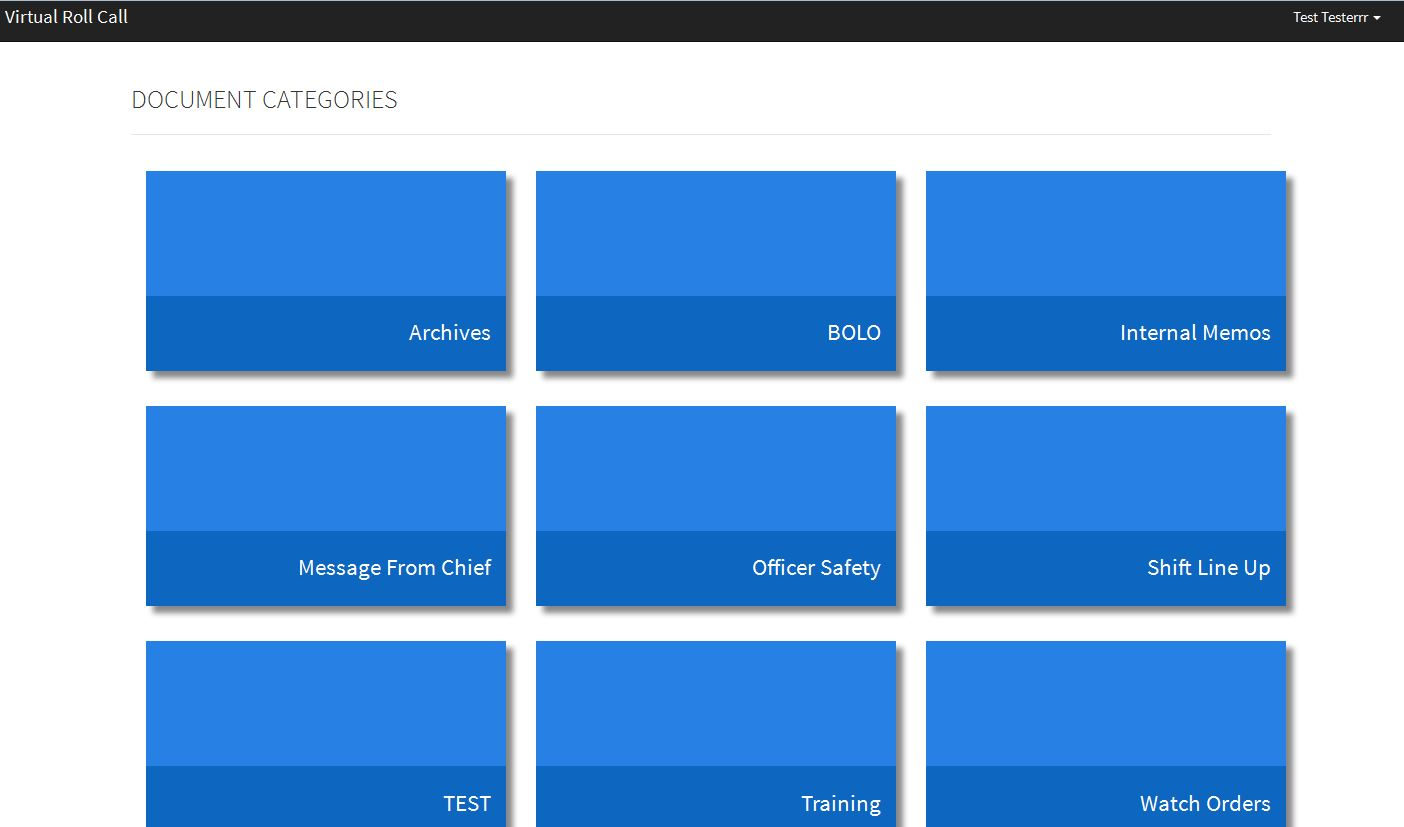 Virtual Roll Call
Test Testerrr
DOCUMENT CATEGORIES
Archives
BOLO
Internal Memos
Message From Chief
Officer Safety
Shift Line Up
TEST
Training
Watch Orders